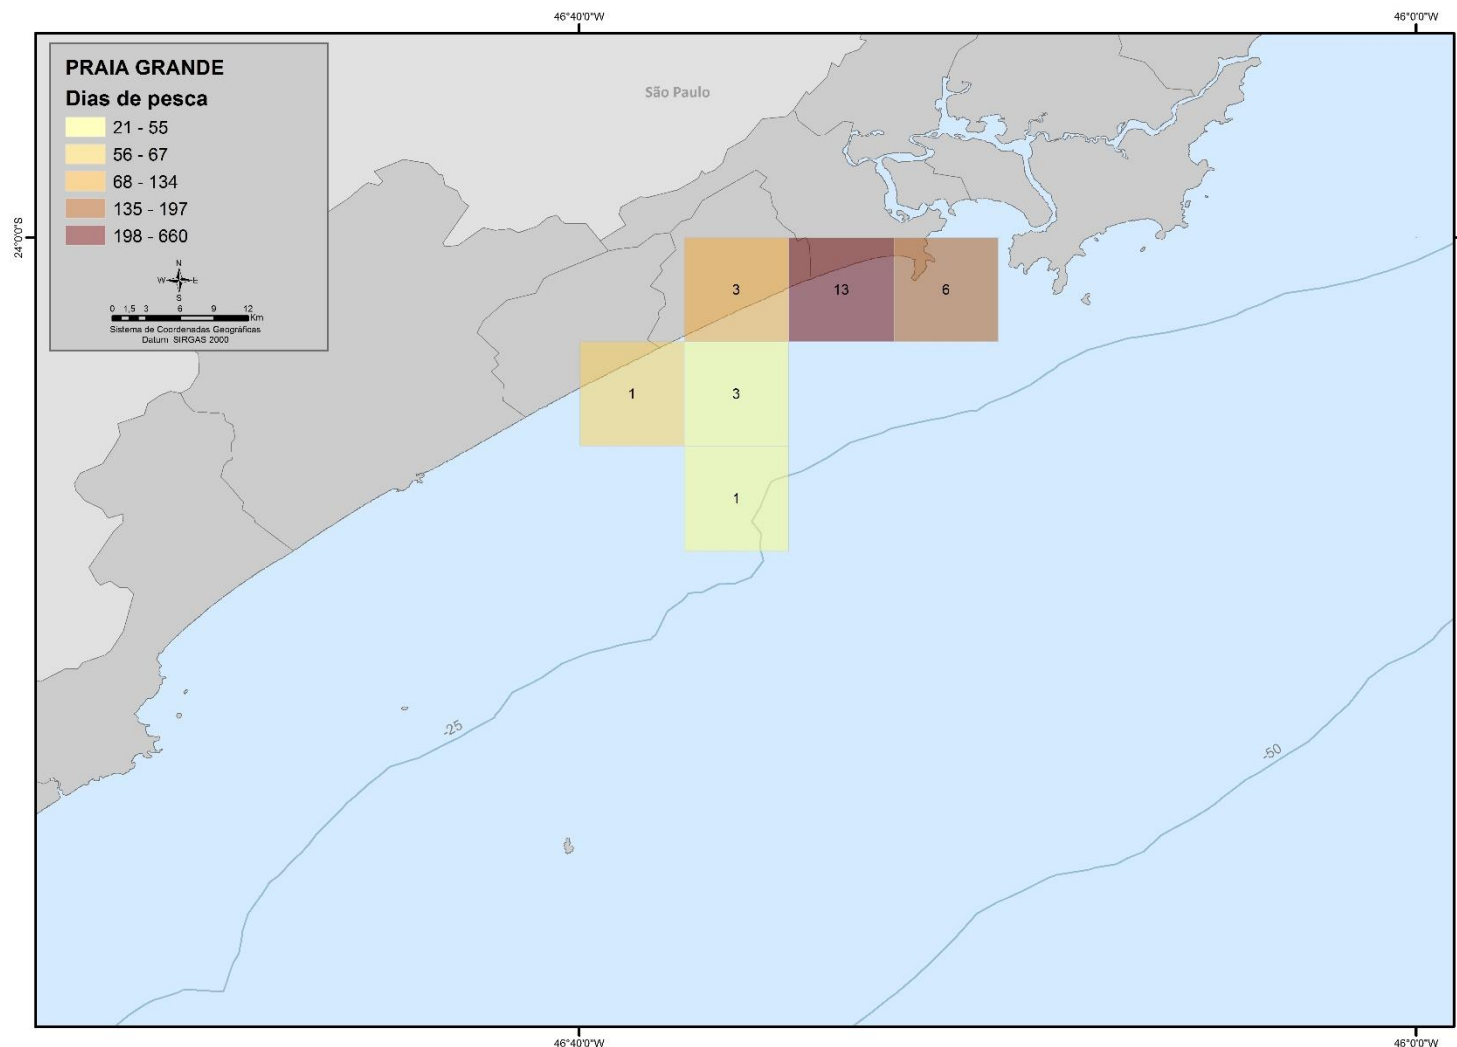 46°40'0"W
46°0'0"W
PRAIA GRANDE
Dias de pesca
21 - 55
56 - 67
68 - 134
135 - 197
198 - 660
N
W
E
S
0 1,5 3 6 9 12
Km
Sistema de Coordenadas Geográficas
Datum SIRGAS 2000
São Paulo
24°0'0"S
3
13
6
1
3
1
-25
-50
46°40'0"W
46°0'0"W